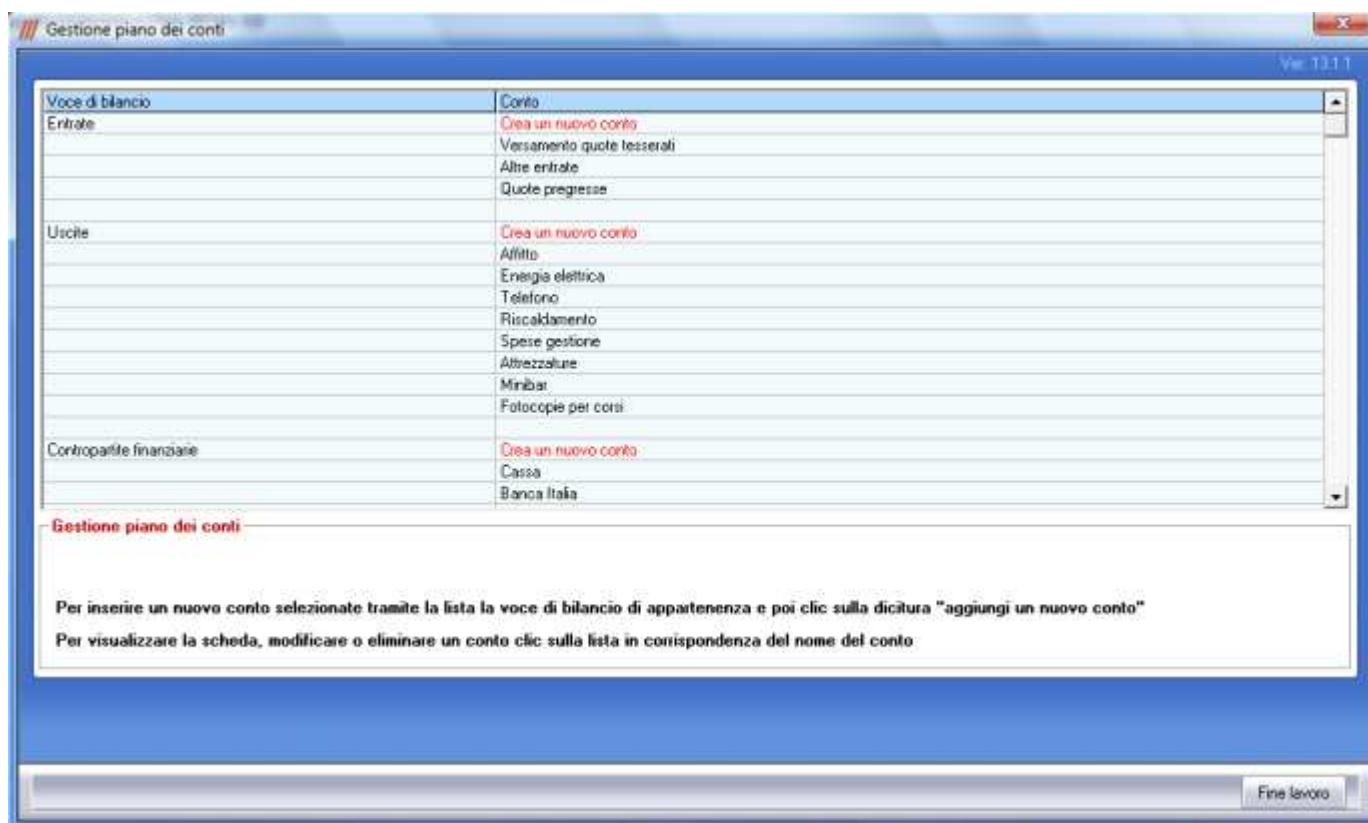 Gestione piano dei conti
Ver. 13.1.1
Voce di bilancio Conto
Entrate Crea un nuovo conto
Versamento quote tesserati
Altre entrate
Quote pregresse
Uscite Crea un nuovo conto
Affitto
Energia elettrica
Telefono
Riscaldamento
Spese gestione
Attrezzature
Minibar
Fotocopie per corsi
Contropartite finanziarie Crea un nuovo conto
Cassa
Banca Italia
Gestione piano dei conti
Per inserire un nuovo conto selezionate tramite la lista la voce di bilancio di appartenenza e poi clic sulla dicitura "aggiungi un nuovo conto"
Per visualizzare la scheda, modificare o eliminare un conto clic sulla lista in corrispondenza del nome del conto
Fine lavoro